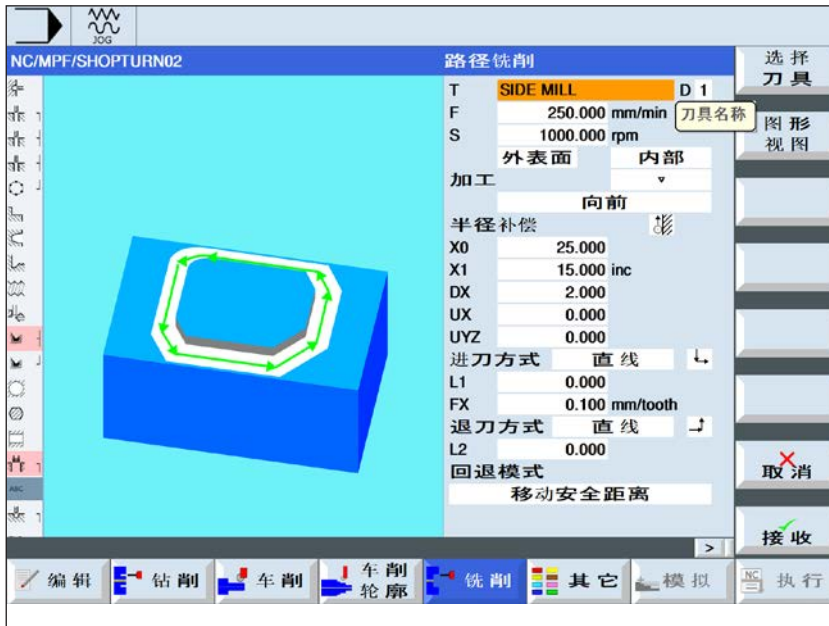 JOG
NC/MPF/SHOPTURN02
路径铣削
T SIDE MILL D 1
F 250.000 mm/min
刀具名称
S 1000.000 rpm
外表面 内部
加工 ▿
向前
半径补偿
X0 25.000
X1 15.000 inc
DX 2.000
UX 0.000
UYZ 0.000
进刀方式 直线
L1 0.000
FX 0.100 mm/tooth
退刀方式 直线
L2 0.000
回退模式
移动安全距离
选择
刀具
图形
视图
取消
接收
>
编辑
钻削
车削
车削
轮廓
铣削
其它
模拟
NC
执行